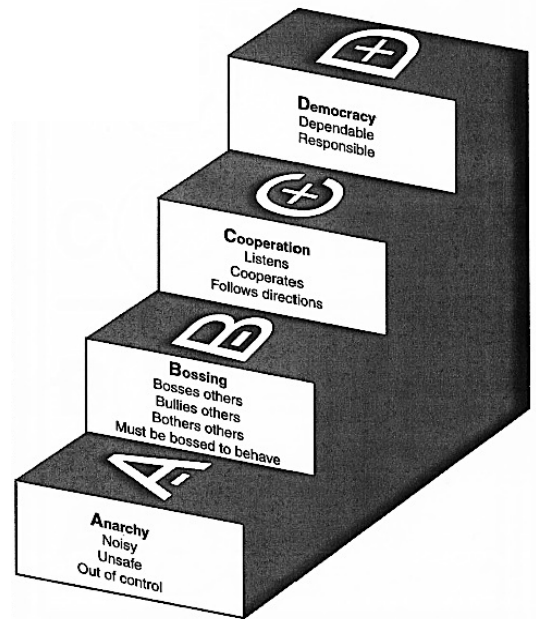 D+
Democracy
Dependable
Responsible
C+
Cooperation
Listens
Cooperates
Follows directions
B-
Bossing
Bosses others
Bullies others
Bothers others
Must be bossed to behave
A-
Anarchy
Noisy
Unsafe
Out of control